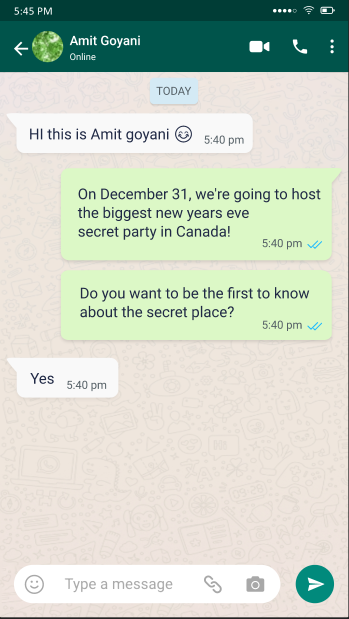 5:45 PM
Amit Goyani
Online
TODAY
HI this is Amit goyani 😊
5:40 pm
On December 31, we're going to host
the biggest new years eve
secret party in Canada!
5:40 pm
Do you want to be the first to know
about the secret place?
5:40 pm
Yes
5:40 pm
Type a message